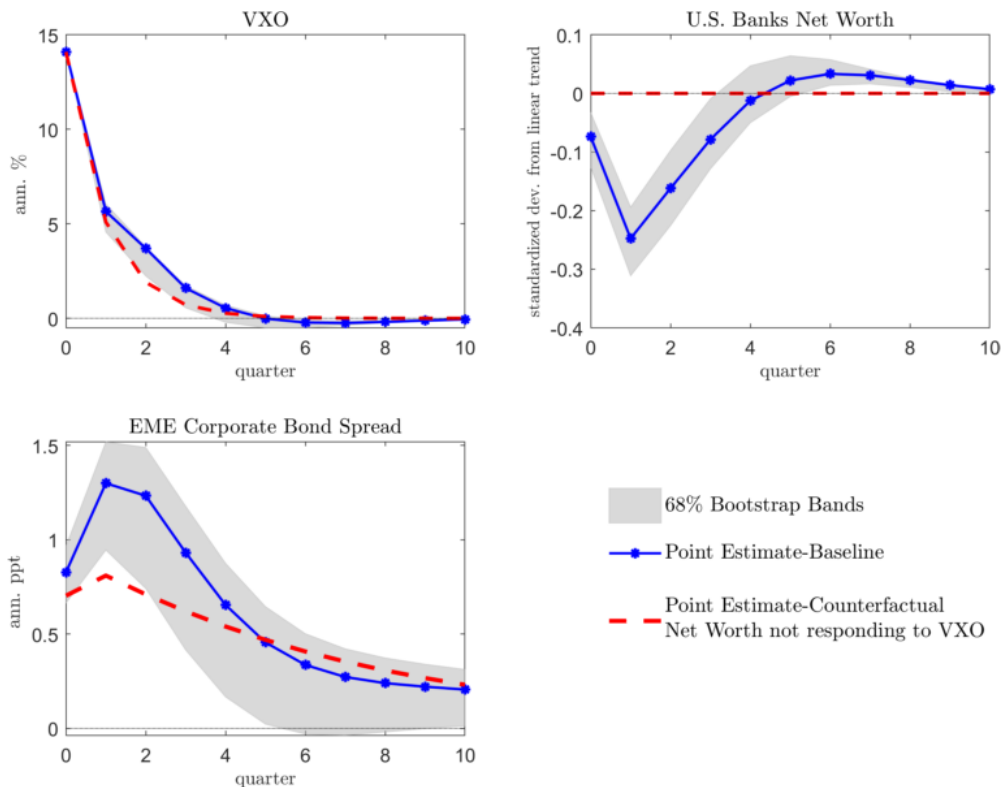 VXO
15
10
5
0
ann. %
0 2 4 6 8 10
quarter
U.S. Banks Net Worth
0.1
0
-0.1
-0.2
-0.3
-0.4
standardized dev. from linear trend
0 2 4 6 8 10
quarter
EME Corporate Bond Spread
1.5
1
0.5
0
ann. ppt
0 2 4 6 8 10
quarter
68% Bootstrap Bands
Point Estimate-Baseline
Point Estimate-Counterfactual
Net Worth not responding to VXO